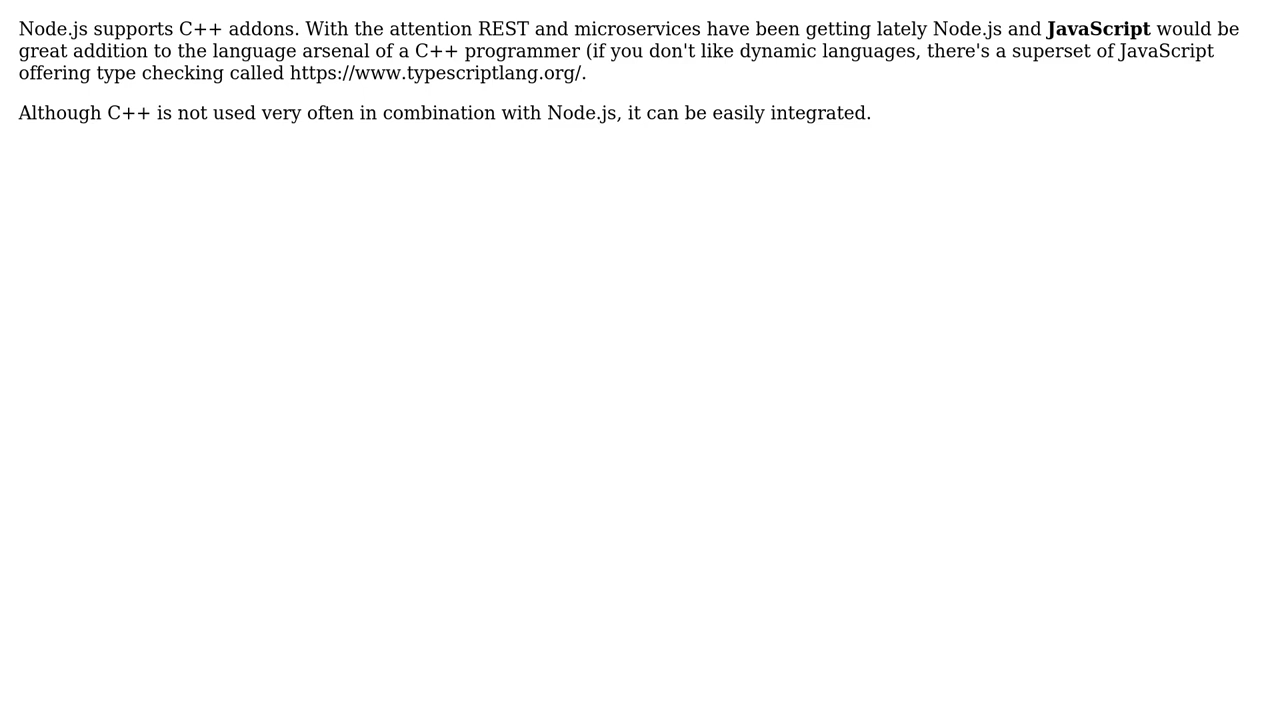 Node.js supports C++ addons. With the attention REST and microservices have been getting lately Node.js and JavaScript would be
great addition to the language arsenal of a C++ programmer (if you don't like dynamic languages, there's a superset of JavaScript
offering type checking called https://www.typescriptlang.org/.
Although C++ is not used very often in combination with Node.js, it can be easily integrated.